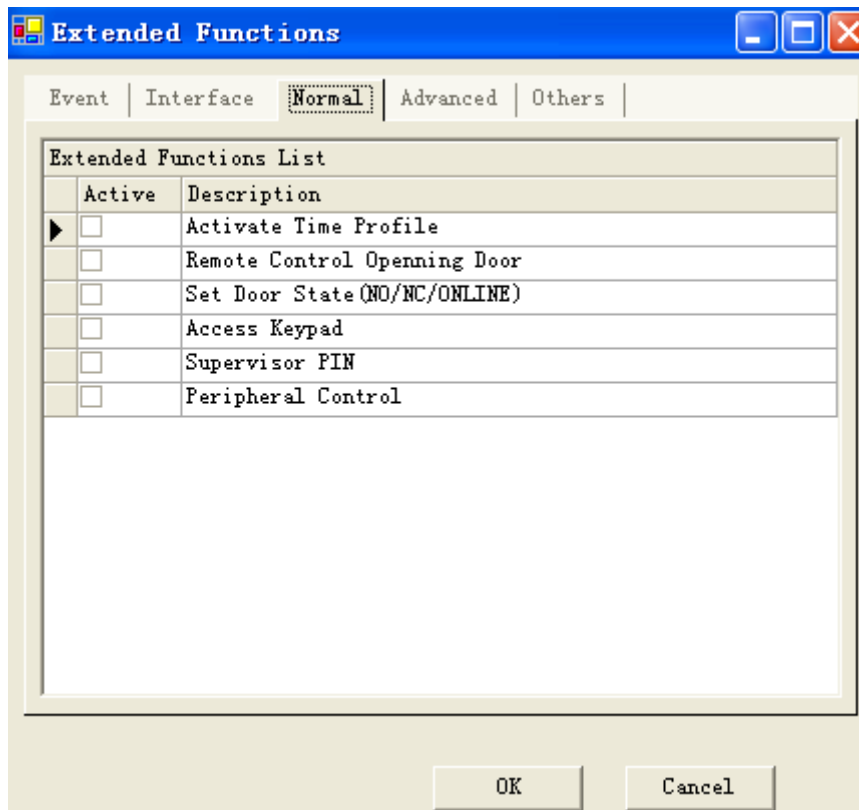 Extended Functions
Event Interface Normal Advanced Others
Extended Functions List
Active Description
Activate Time Profile
Remote Control Openning Door
Set Door State(NO/NC/ONLINE)
Access Keypad
Supervisor PIN
Peripheral Control
OK Cancel